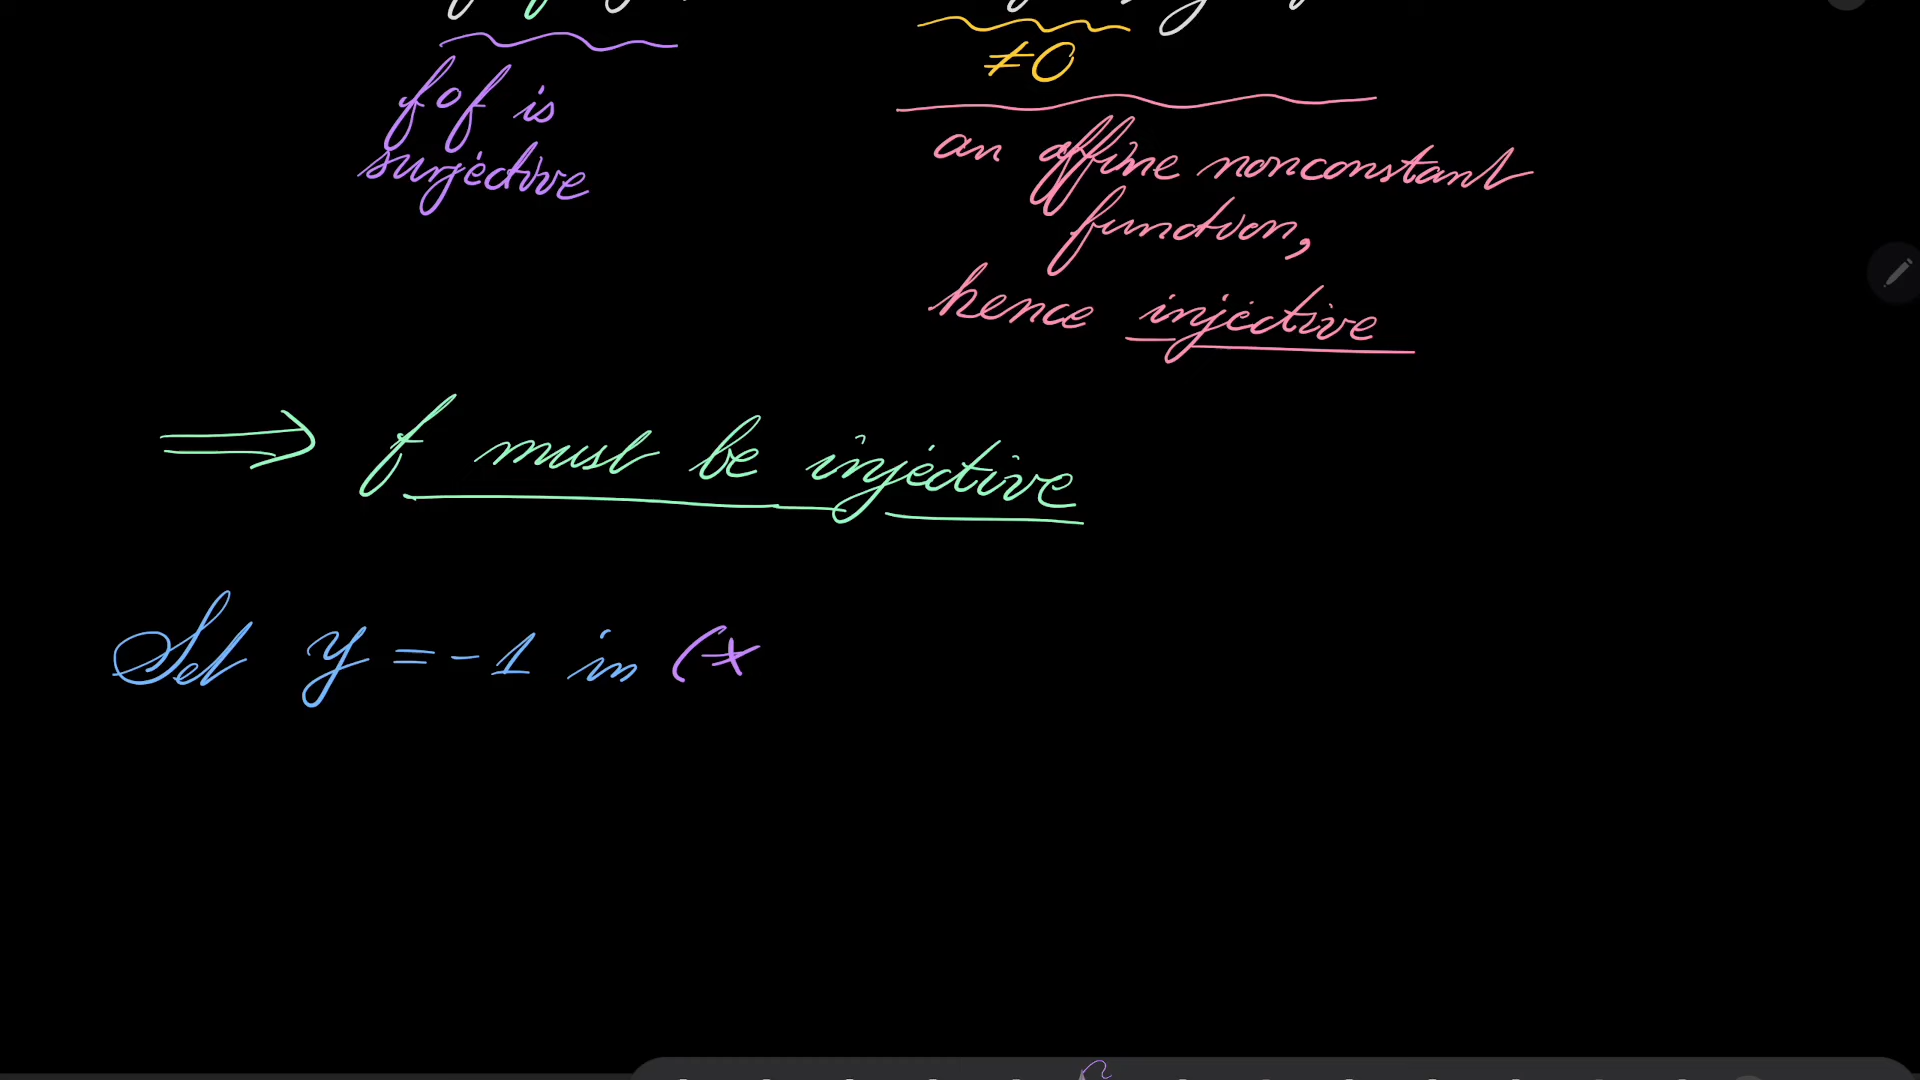 ≠0
f∘f is
surjective
an affine nonconstant
function,
hence injective
⟹ f must be injective
Set y = -1 in (*